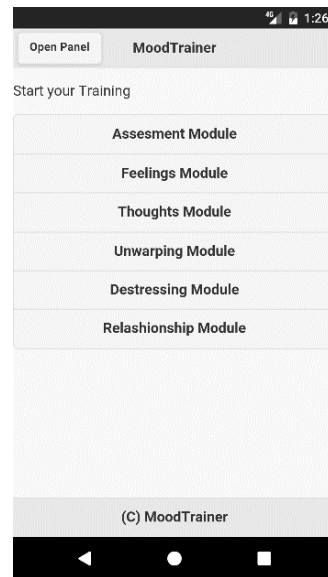 4G 1:26
Open Panel MoodTrainer
Start your Training
Assesment Module
Feelings Module
Thoughts Module
Unwarping Module
Destressing Module
Relashionship Module
(C) MoodTrainer